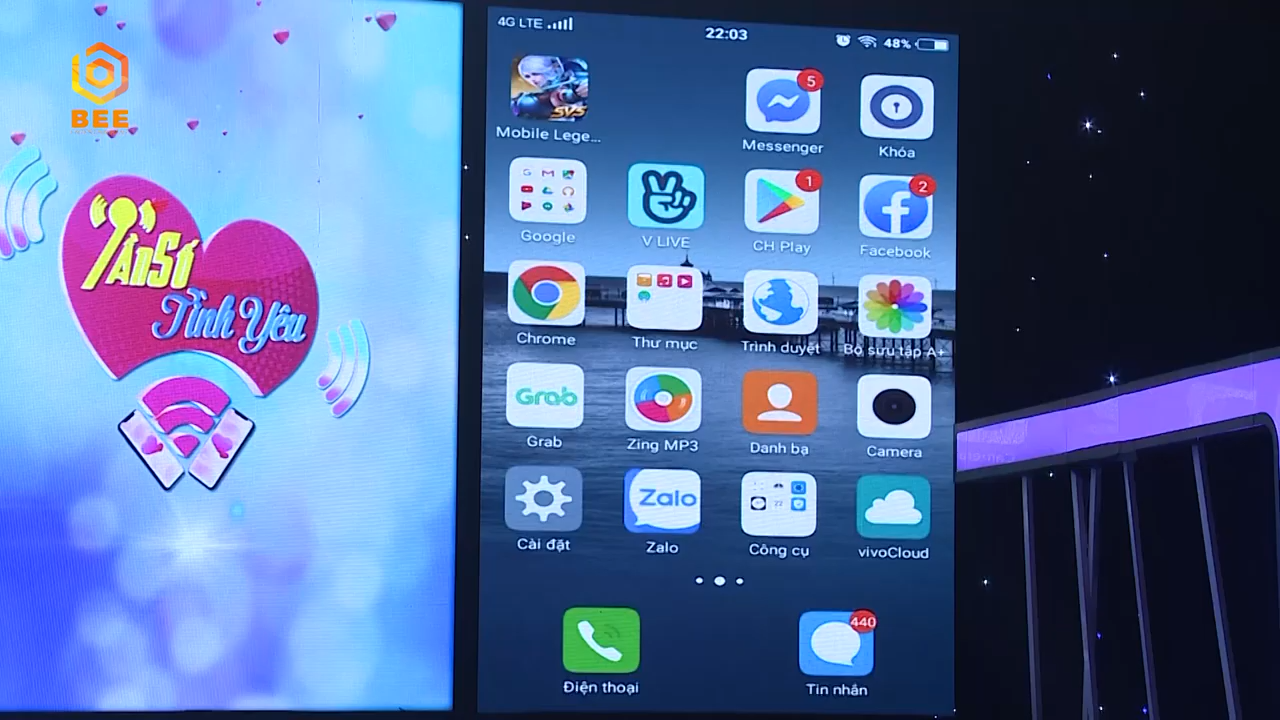 BEE
TầnSố
Tình Yêu
4G LTE
22:03
48%
SVS
Mobile Lege...
5
Messenger
Khóa
Google
V LIVE
1
CH Play
2
Facebook
Chrome
Thư mục
Trình duyệt
Bộ sưu tập A+
Grab
Grab
Zing MP3
Danh bạ
Camera
Cài đặt
Zalo
Zalo
Công cụ
vivoCloud
Điện thoại
440
Tin nhắn